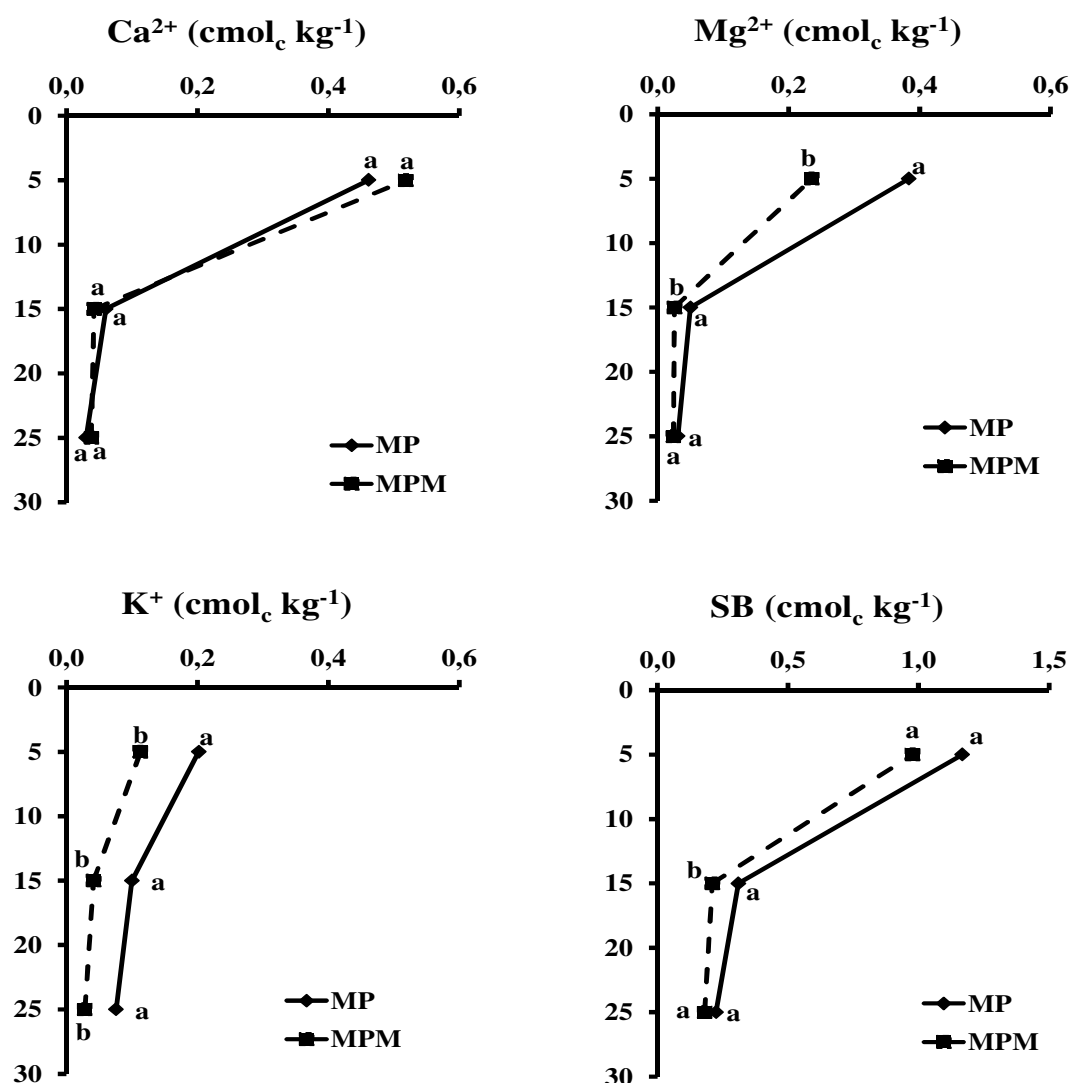 Ca²⁺ (cmol꜀ kg⁻¹)
0,0 0,2 0,4 0,6
0
5
10
15
20
25
30
a a
a
a
a a
MP
MPM
Mg²⁺ (cmol꜀ kg⁻¹)
0,0 0,2 0,4 0,6
0
5
10
15
20
25
30
b a
b
a
a
a
MP
MPM
K⁺ (cmol꜀ kg⁻¹)
0,0 0,2 0,4 0,6
0
5
10
15
20
25
30
b a
b
a
a
b
MP
MPM
SB (cmol꜀ kg⁻¹)
0,0 0,5 1,0 1,5
0
5
10
15
20
25
30
a a
b
a
a a
MP
MPM